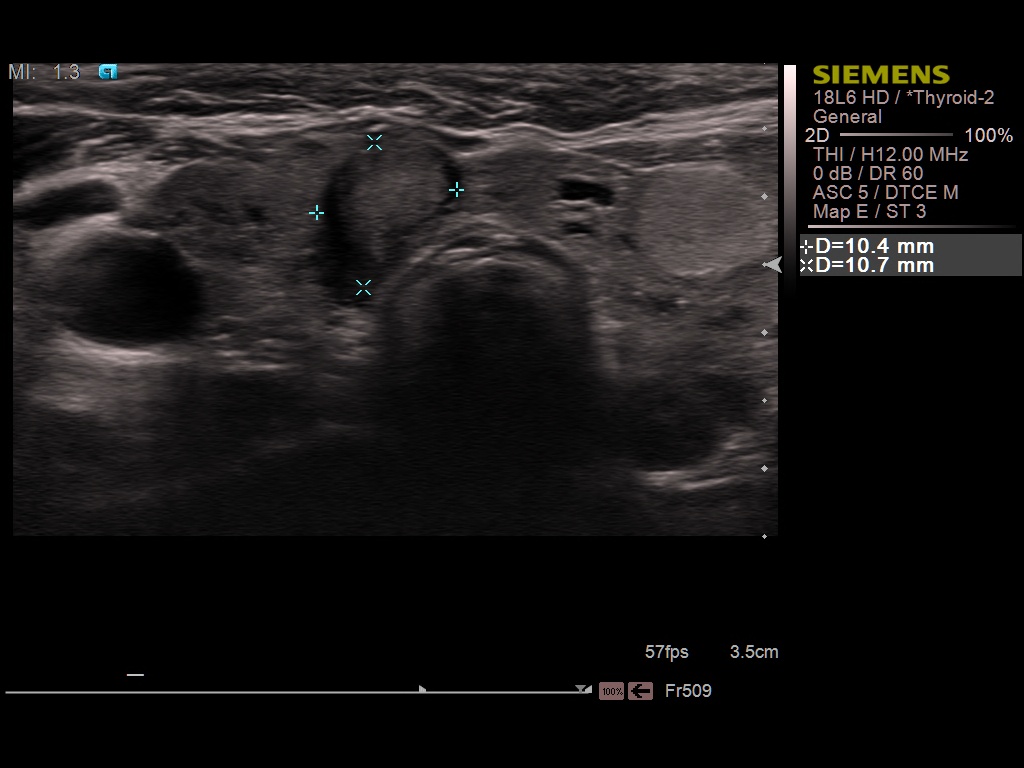 MI: 1.3
SIEMENS
18L6 HD / *Thyroid-2
General
2D 100%
THI / H12.00 MHz
0 dB / DR 60
ASC 5 / DTCE M
Map E / ST 3
D=10.4 mm
D=10.7 mm
57fps 3.5cm
100% Fr509